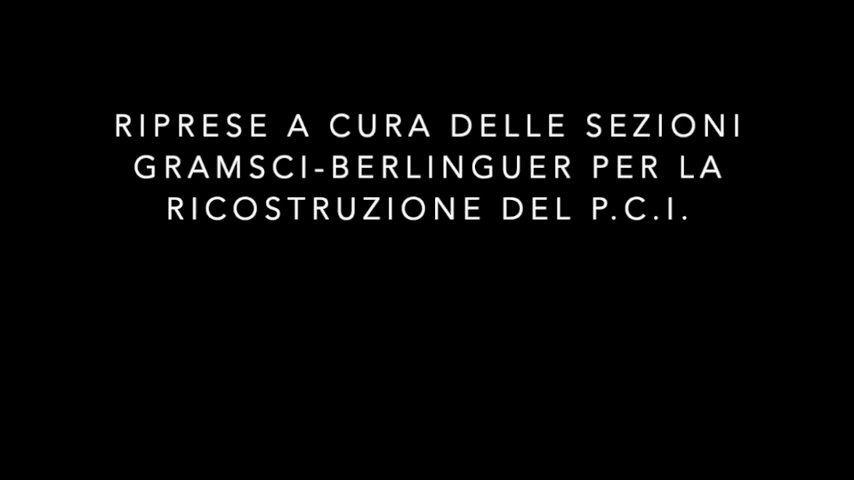 RIPRESE A CURA DELLE SEZIONI
GRAMSCI-BERLINGUER PER LA
RICOSTRUZIONE DEL P.C.I.